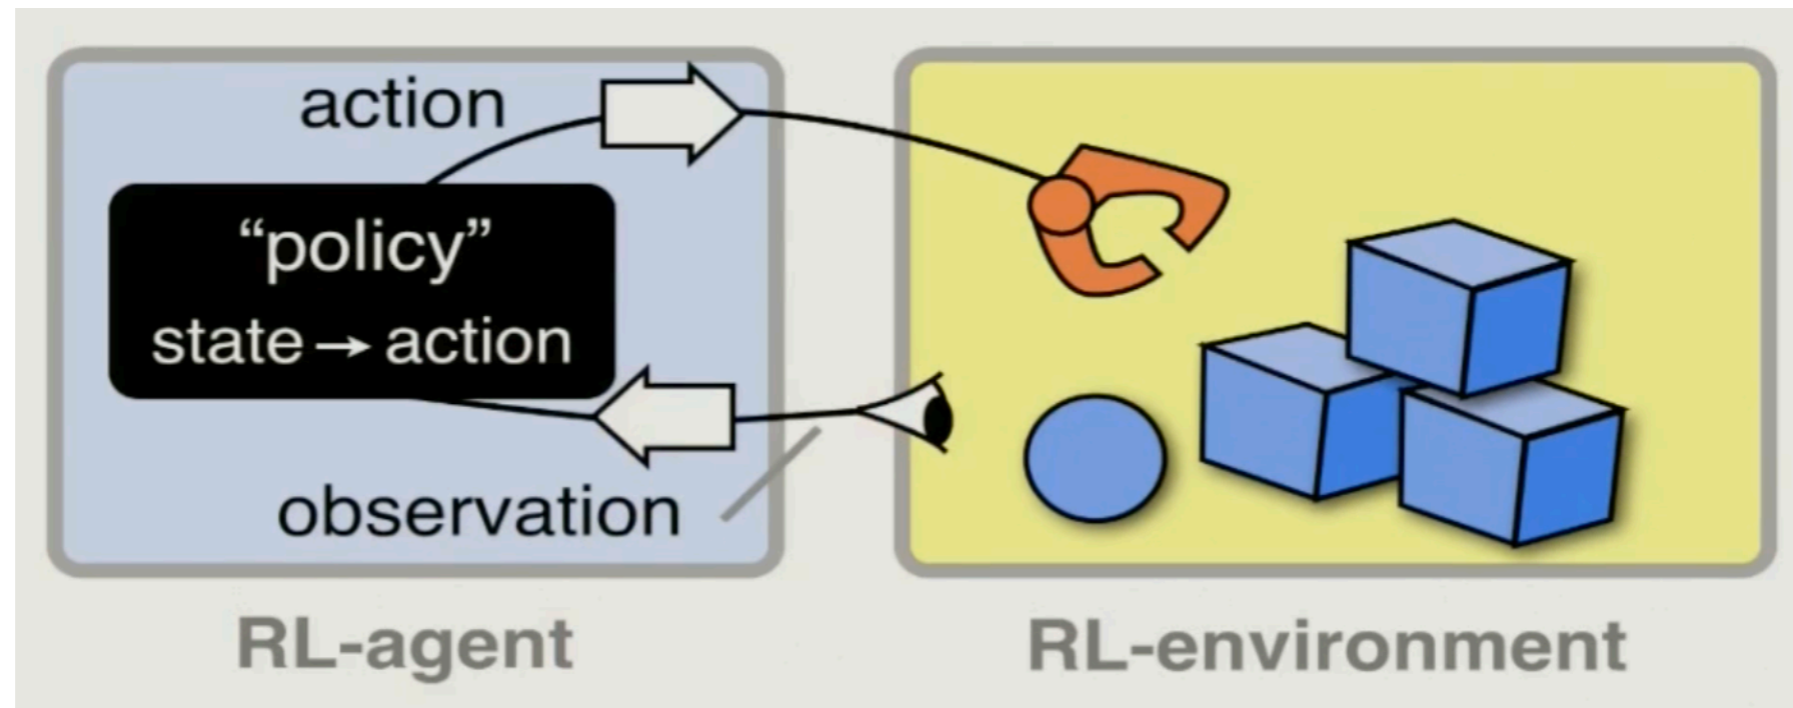 action
“policy”
state → action
observation
RL-agent
RL-environment